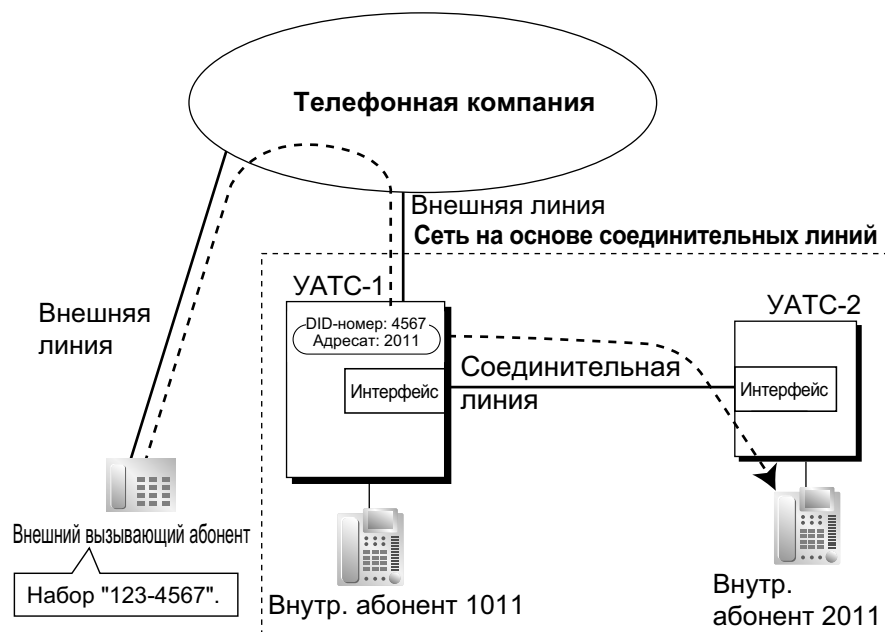 Телефонная компания
Внешняя линия
Сеть на основе соединительных линий
УАТС-1
УАТС-2
DID-номер: 4567
Адресат: 2011
Внешняя
линия
Соединительная
линия
Интерфейс
Интерфейс
Внешний вызывающий абонент
Набор "123-4567".
Внутр. абонент 1011
Внутр.
абонент 2011